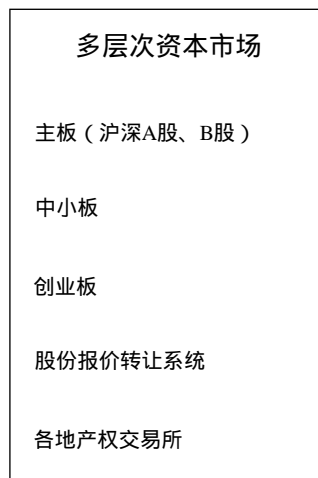 多层次资本市场
主板（沪深A股、B股）
中小板
创业板
股份报价转让系统
各地产权交易所